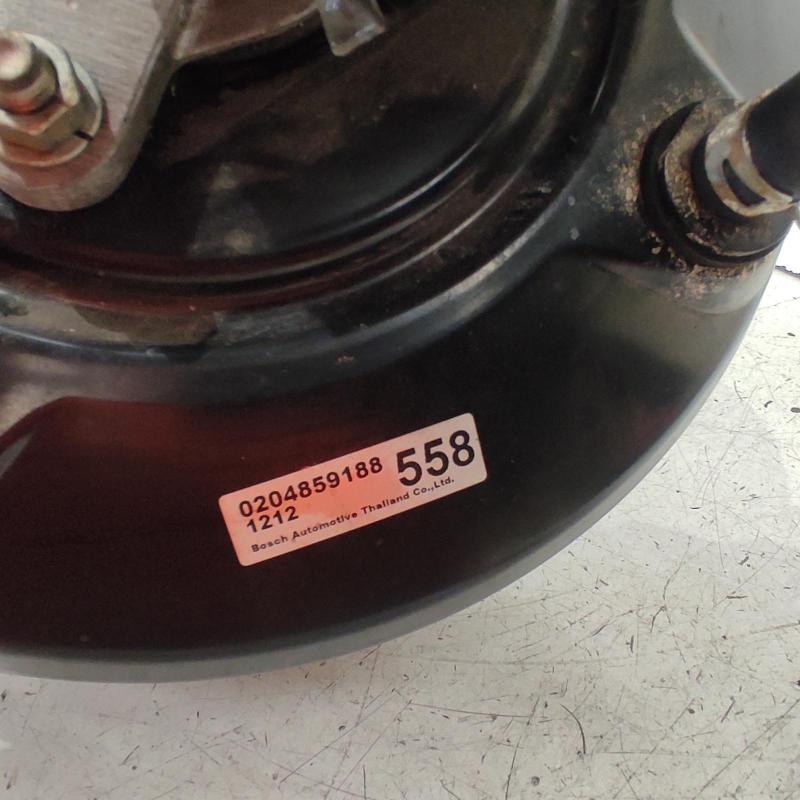 0204859188 558
1212
Bosch Automotive Thailand Co.,Ltd.